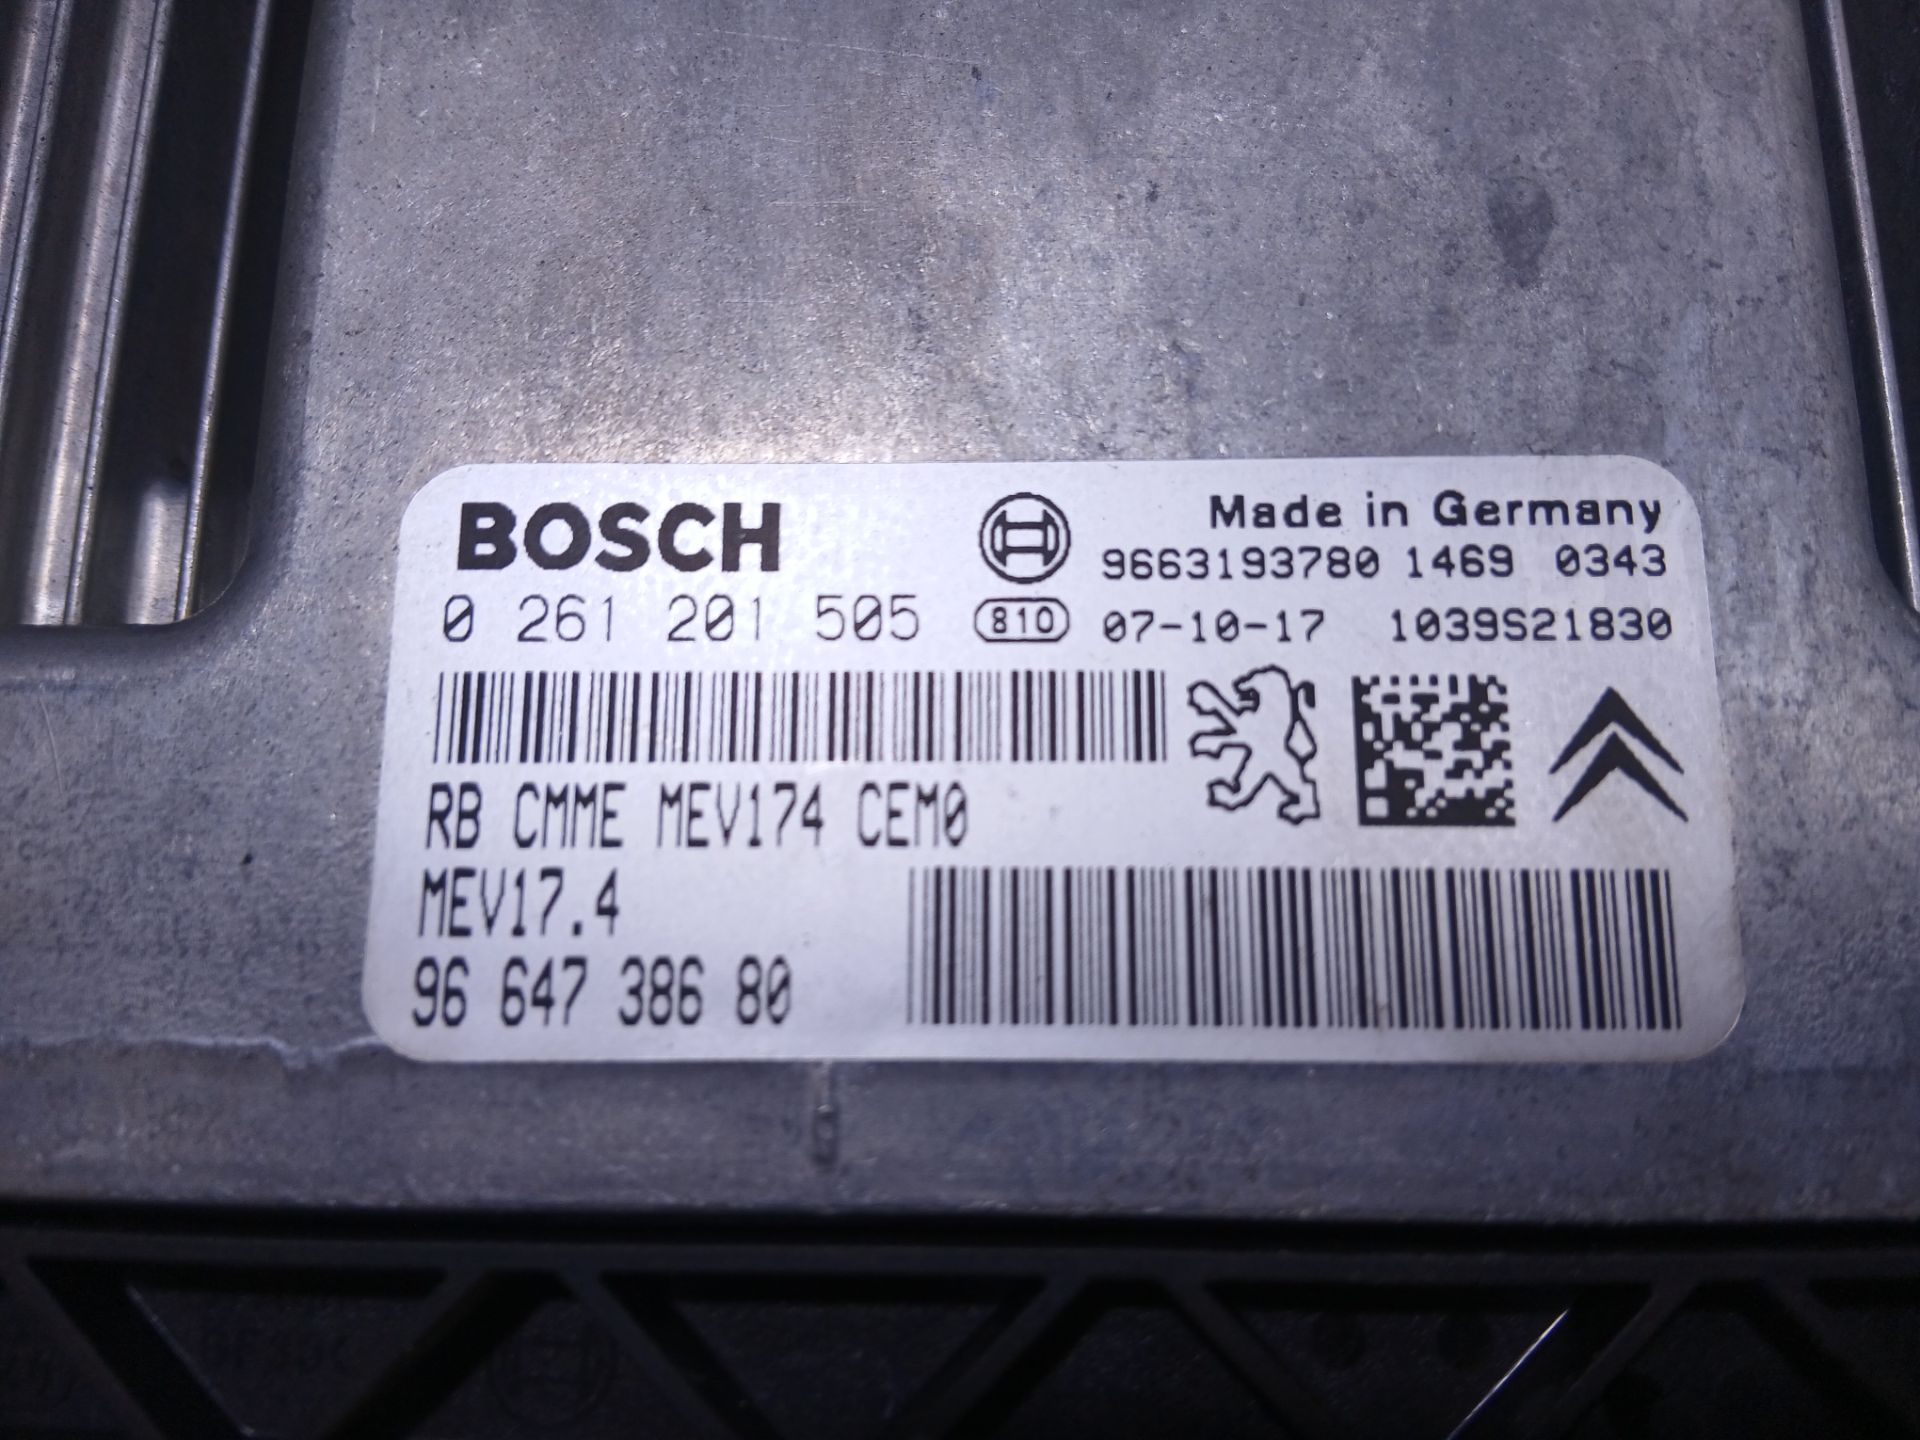 BOSCH
Made in Germany
9663193780 1469 0343
0 261 201 505
810
07-10-17 1039S21830
RB CMME MEV174 CEM0
MEV17.4
96 647 386 80